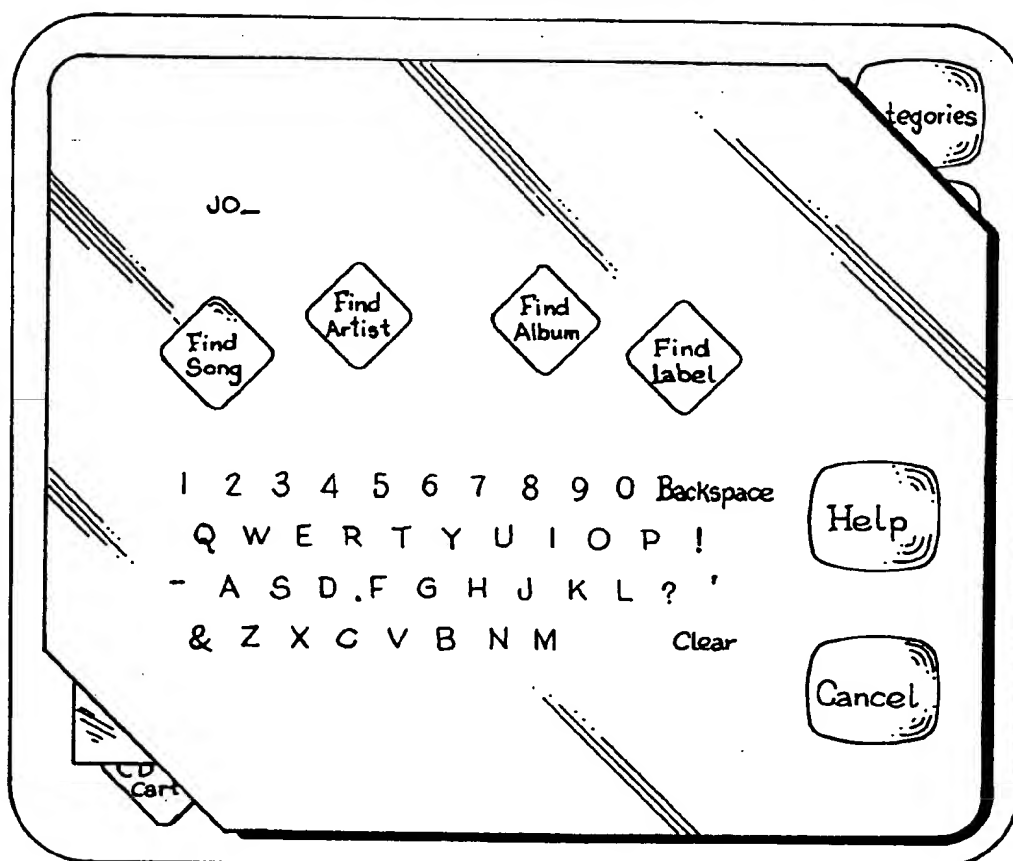 tegories
JO_
Find Song
Find Artist
Find Album
Find Label
1 2 3 4 5 6 7 8 9 0 Backspace
Q W E R T Y U I O P !
- A S D . F G H J K L ? '
& Z X C V B N M Clear
Help
Cancel
CD
Cart